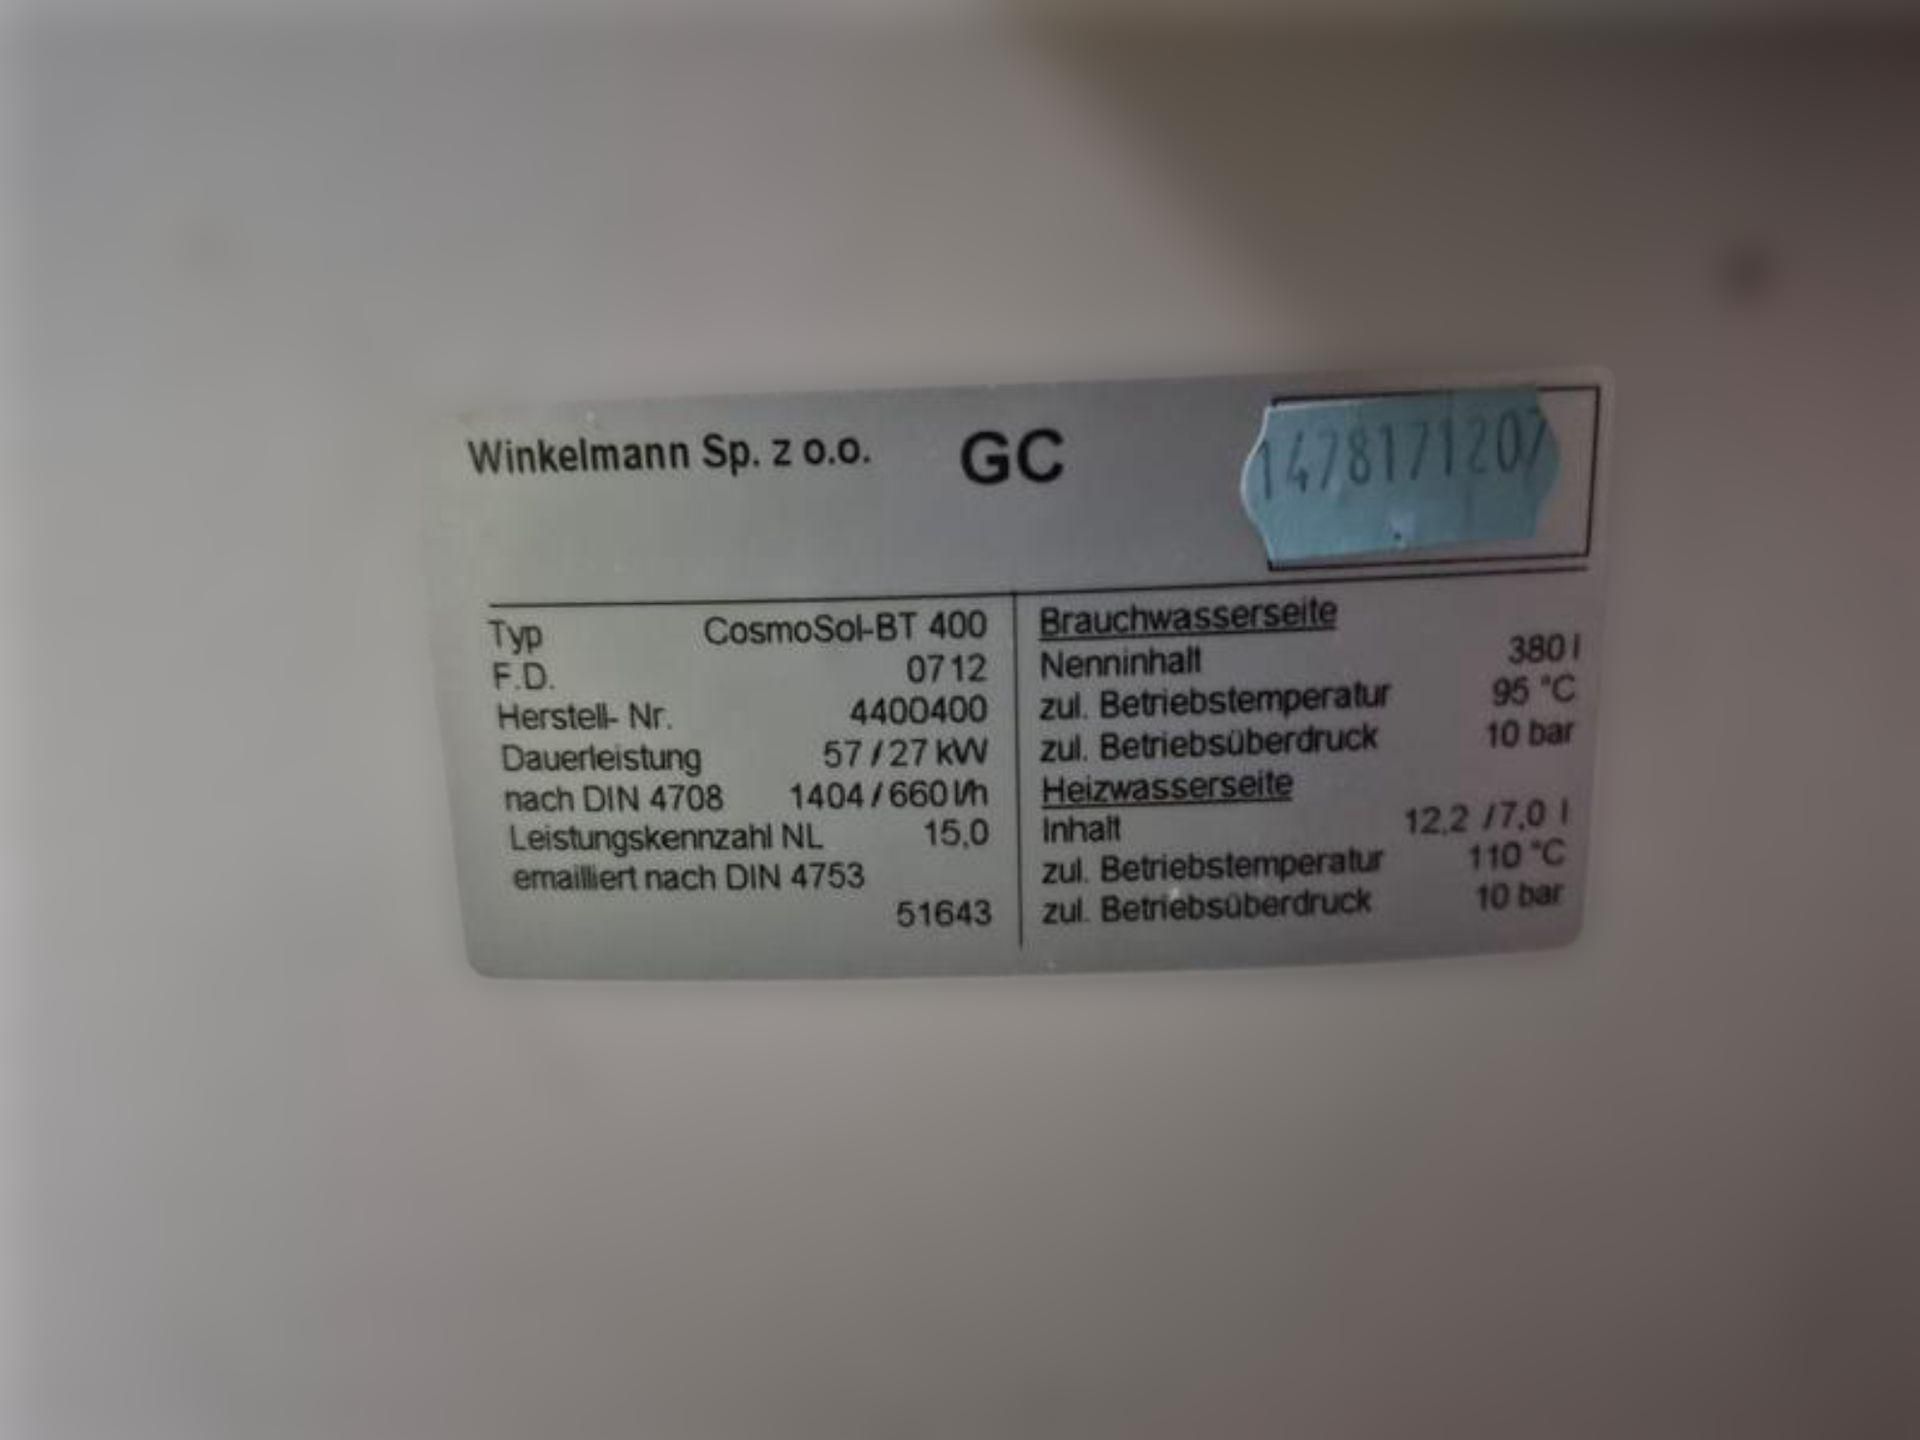 Winkelmann Sp. z o.o. GC 1478171207
Typ CosmoSol-BT 400
F.D. 0712
Herstell- Nr. 4400400
Dauerleistung 57 / 27 kW
nach DIN 4708 1404 / 660 l/h
Leistungskennzahl NL 15,0
emailliert nach DIN 4753
51643
Brauchwasserseite
Nenninhalt 380 l
zul. Betriebstemperatur 95 °C
zul. Betriebsüberdruck 10 bar
Heizwasserseite
Inhalt 12,2 /7,0 l
zul. Betriebstemperatur 110 °C
zul. Betriebsüberdruck 10 bar